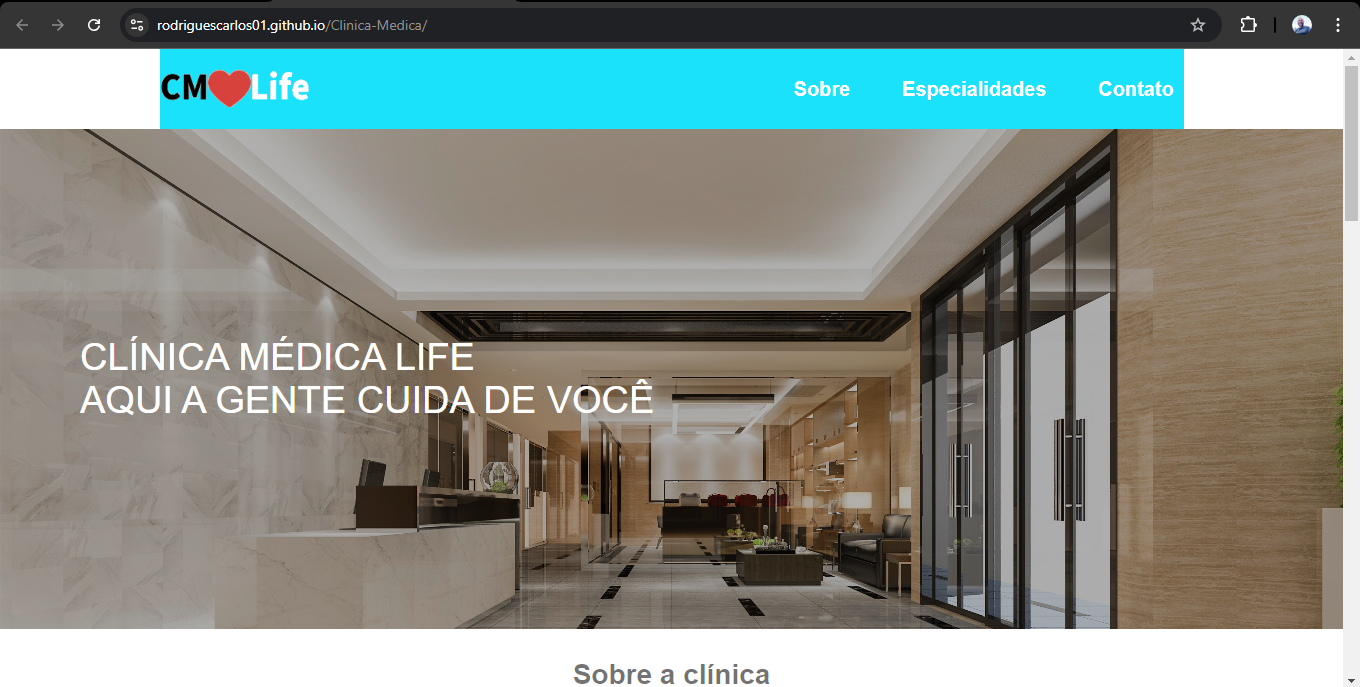 rodriguescarlos01.github.io/Clinica-Medica/
CM Life
Sobre Especialidades Contato
CLÍNICA MÉDICA LIFE
AQUI A GENTE CUIDA DE VOCÊ
Sobre a clínica